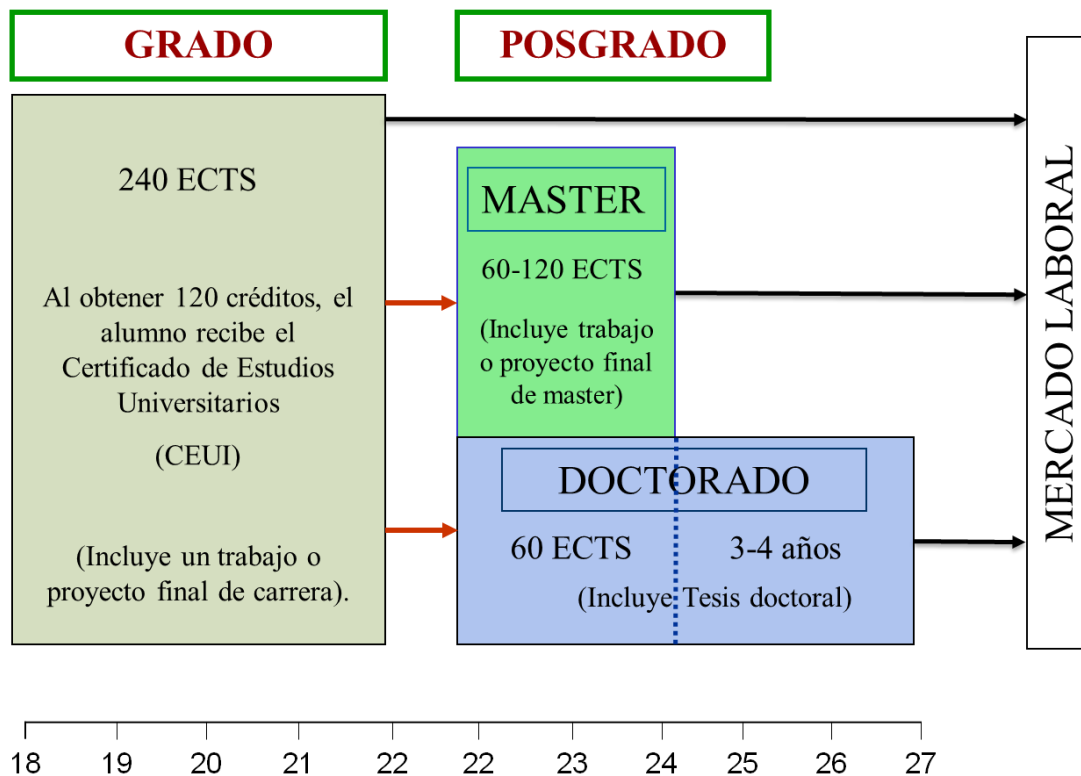 GRADO
POSGRADO
240 ECTS
Al obtener 120 créditos, el
alumno recibe el
Certificado de Estudios
Universitarios
(CEUI)
(Incluye un trabajo o
proyecto final de carrera).
MASTER
60-120 ECTS
(Incluye trabajo
o proyecto final
de master)
DOCTORADO
60 ECTS
3-4 años
(Incluye Tesis doctoral)
MERCADO LABORAL
18 19 20 21 22 22 23 24 25 26 27